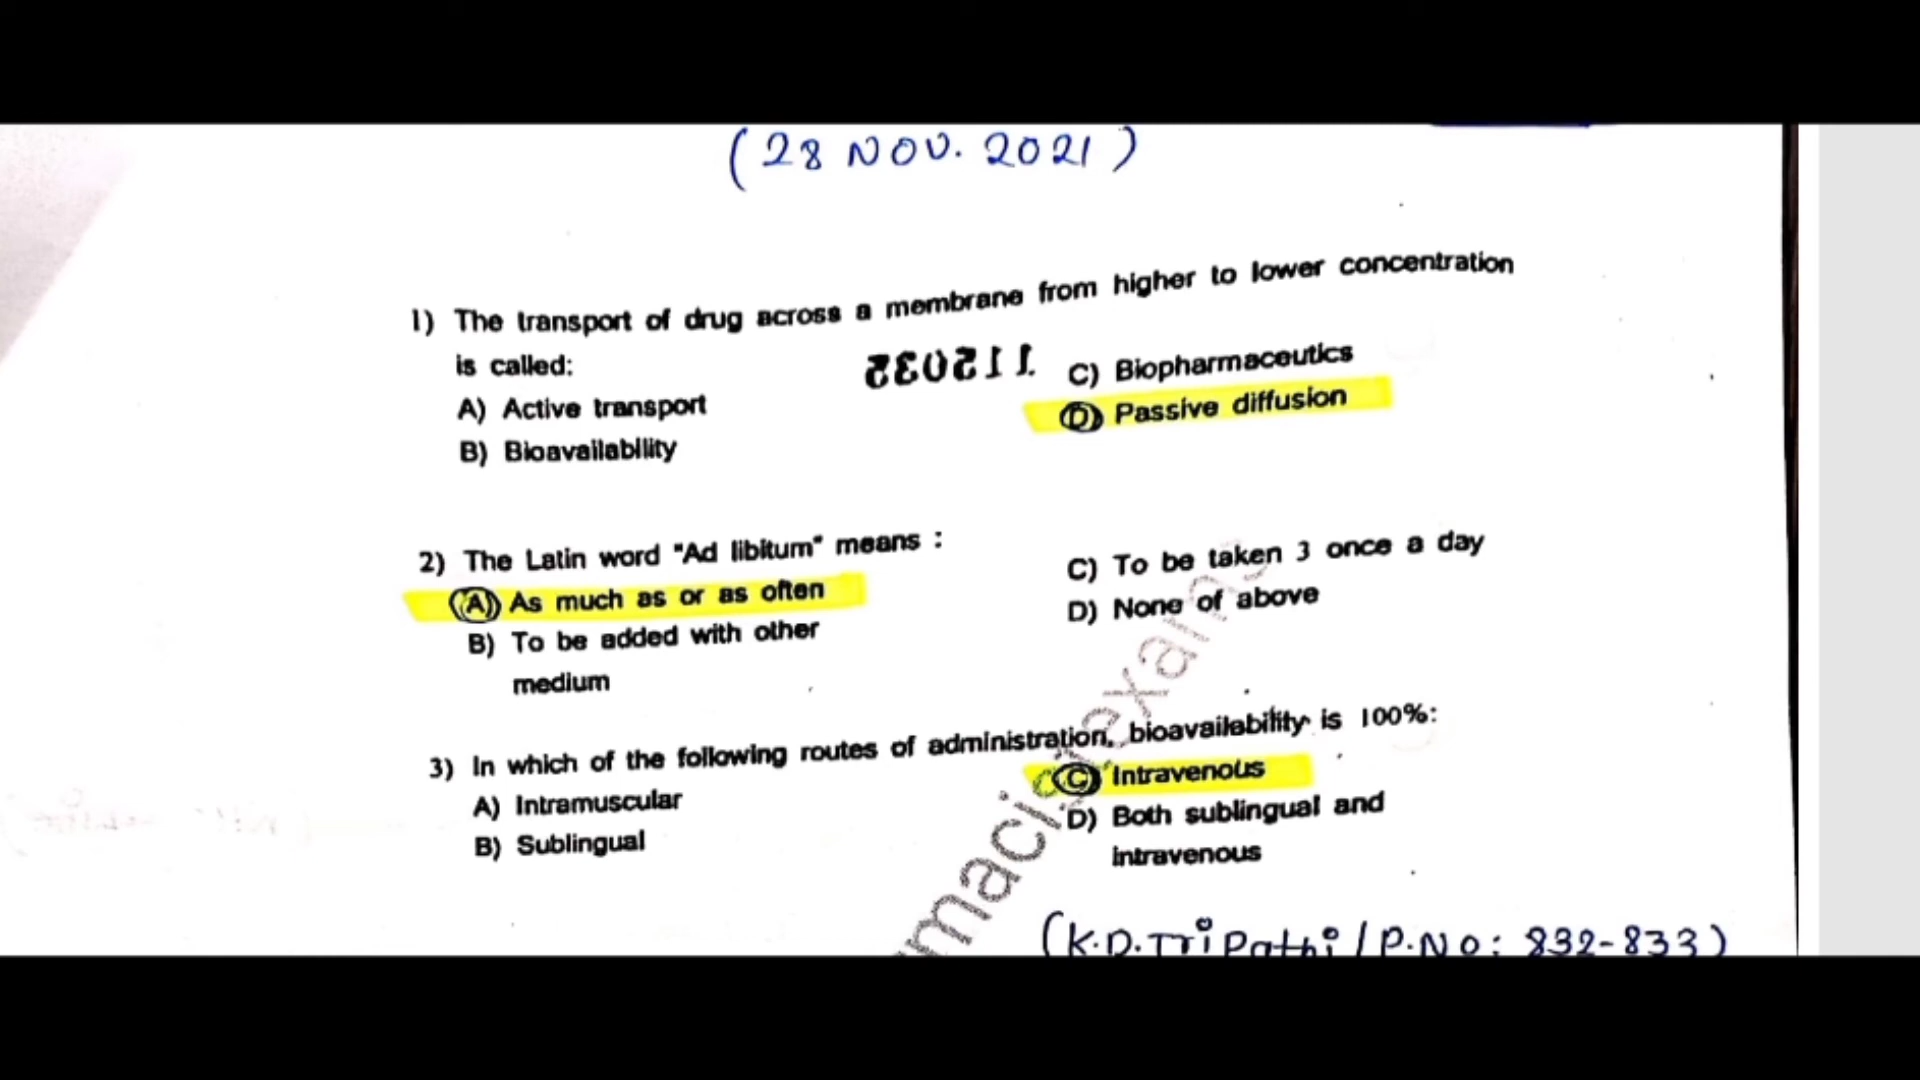 (28 NOV. 2021)
1) The transport of drug across a membrane from higher to lower concentration
is called:
1152035
A) Active transport
B) Bioavailability
C) Biopharmaceutics
D) Passive diffusion
2) The Latin word "Ad libitum" means :
A) As much as or as often
B) To be added with other
medium
C) To be taken 3 once a day
D) None of above
3) In which of the following routes of administration, bioavailability is 100%:
A) Intramuscular
B) Sublingual
C) Intravenous
D) Both sublingual and
intravenous
(K.D.TriPathi / P.No: 832-833)